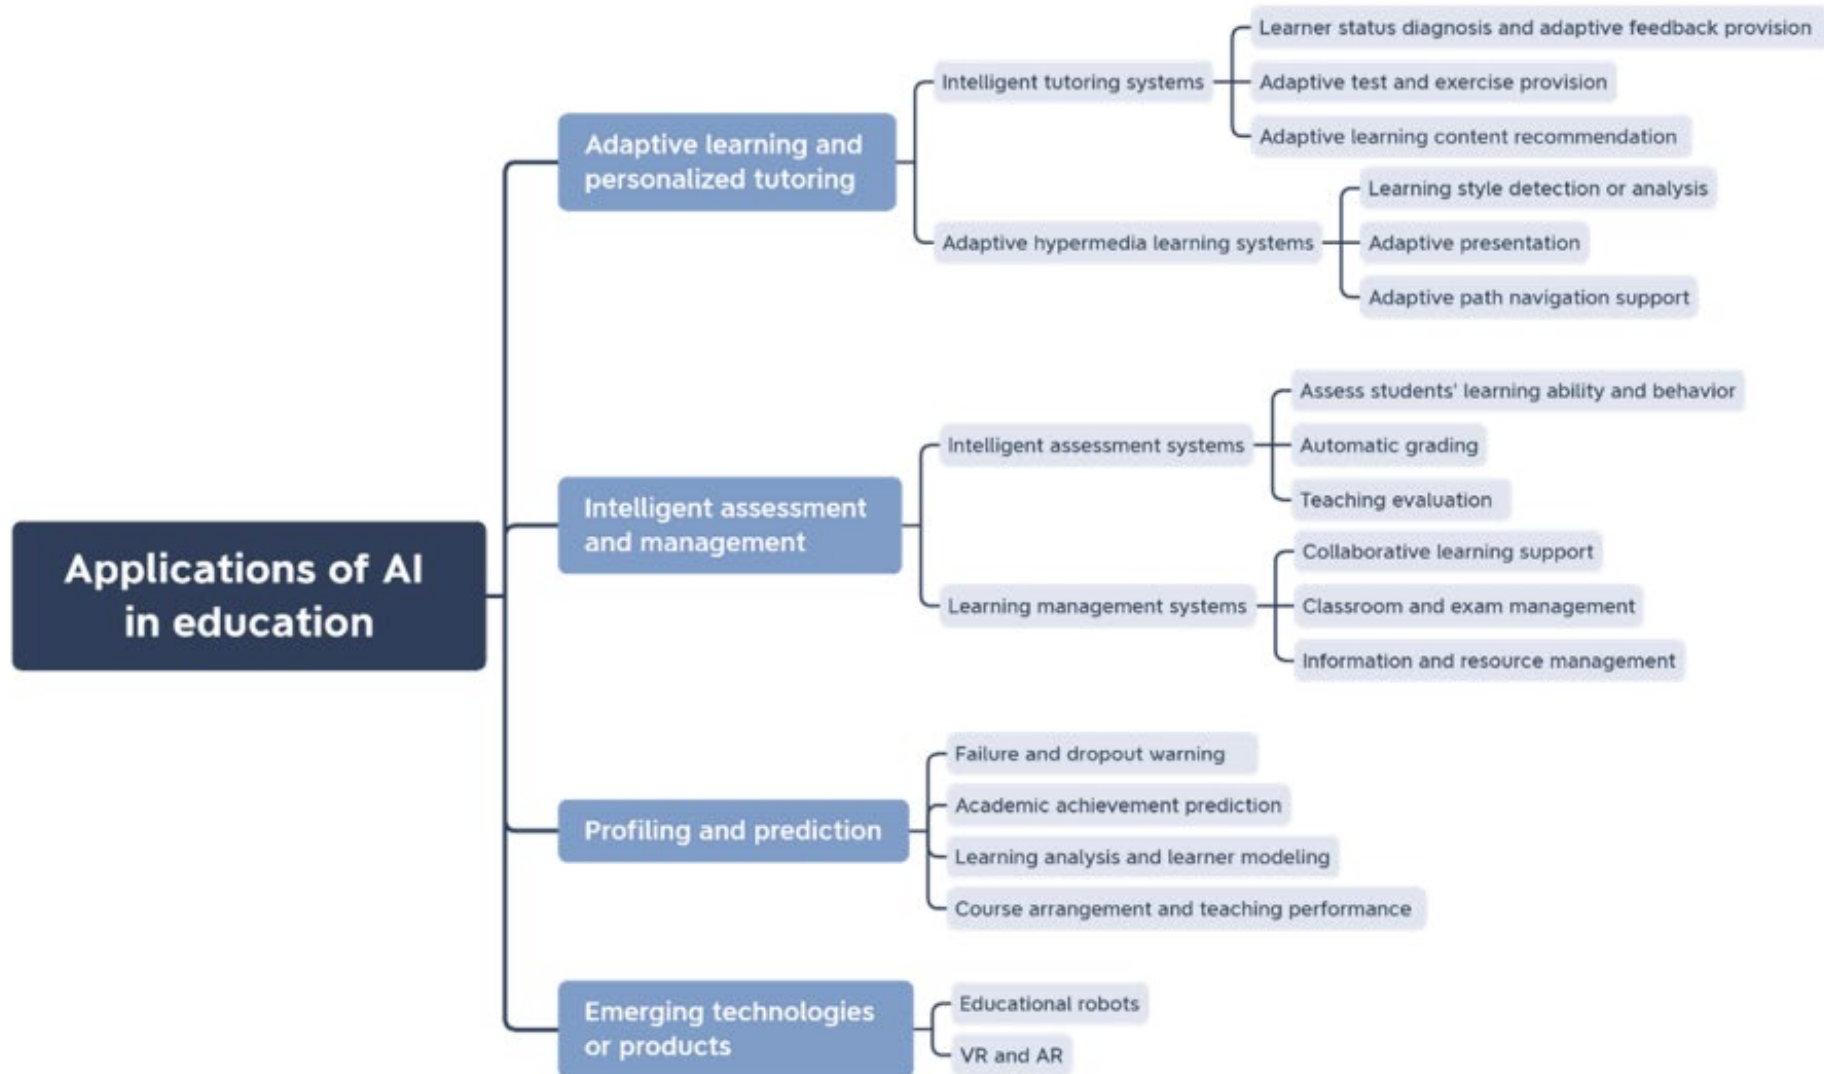 Applications of AI
in education
Adaptive learning and
personalized tutoring
Intelligent tutoring systems
Learner status diagnosis and adaptive feedback provision
Adaptive test and exercise provision
Adaptive learning content recommendation
Adaptive hypermedia learning systems
Learning style detection or analysis
Adaptive presentation
Adaptive path navigation support
Intelligent assessment
and management
Intelligent assessment systems
Assess students' learning ability and behavior
Automatic grading
Teaching evaluation
Learning management systems
Collaborative learning support
Classroom and exam management
Information and resource management
Profiling and prediction
Failure and dropout warning
Academic achievement prediction
Learning analysis and learner modeling
Course arrangement and teaching performance
Emerging technologies
or products
Educational robots
VR and AR